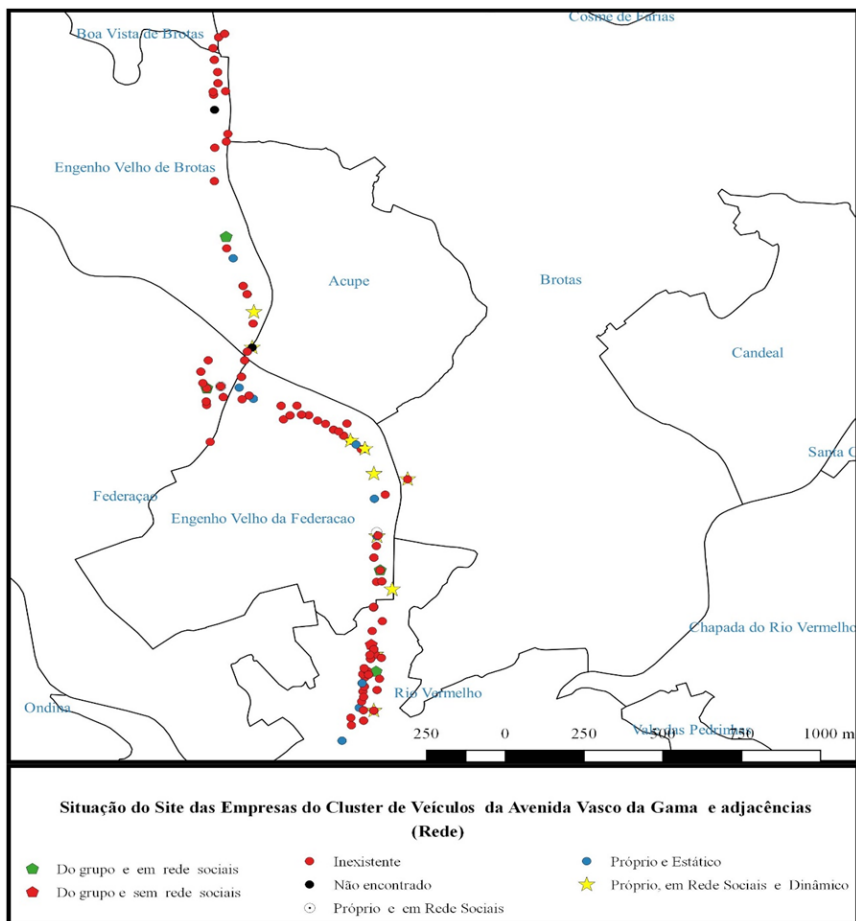 Cosme de Farias
Boa Vista de Brotas
Engenho Velho de Brotas
Acupe
Brotas
Candeal
Santa C
Federaçao
Engenho Velho da Federacao
Chapada do Rio Vermelho
Rio Vermelho
Ondina
Vale das Pedrinhas
250 0 250 500 750 1000 m
Situação do Site das Empresas do Cluster de Veículos da Avenida Vasco da Gama e adjacências
(Rede)
Do grupo e em rede sociais
Do grupo e sem rede sociais
Inexistente
Não encontrado
Próprio e em Rede Sociais
Próprio e Estático
Próprio, em Rede Sociais e Dinâmico